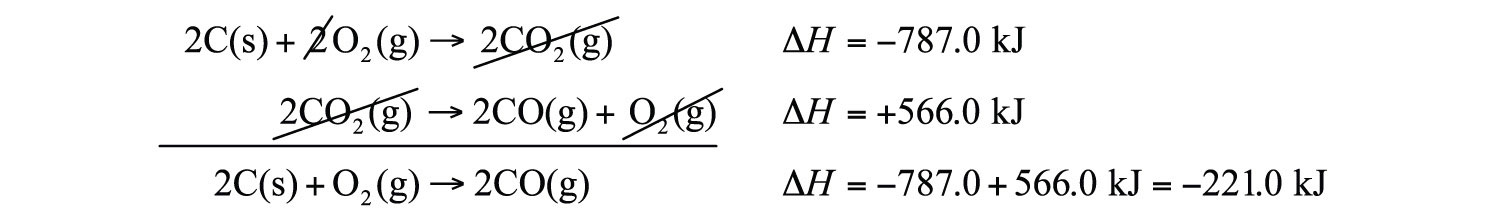 2C(s) + 2O₂(g) → 2CO₂(g) ΔH = −787.0 kJ
2CO₂(g) → 2CO(g) + O₂(g) ΔH = +566.0 kJ
2C(s) + O₂(g) → 2CO(g) ΔH = −787.0 + 566.0 kJ = −221.0 kJ